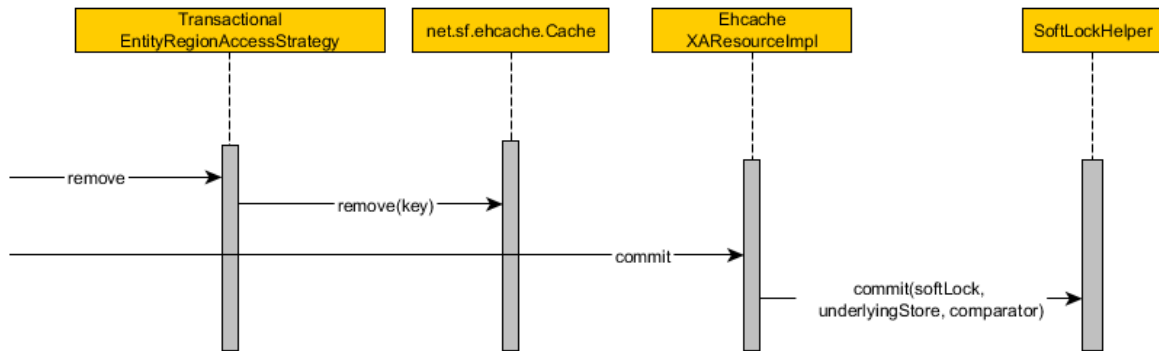 Transactional
EntityRegionAccessStrategy
net.sf.ehcache.Cache
Ehcache
XAResourceImpl
SoftLockHelper
remove
remove(key)
commit
commit(softLock,
underlyingStore, comparator)